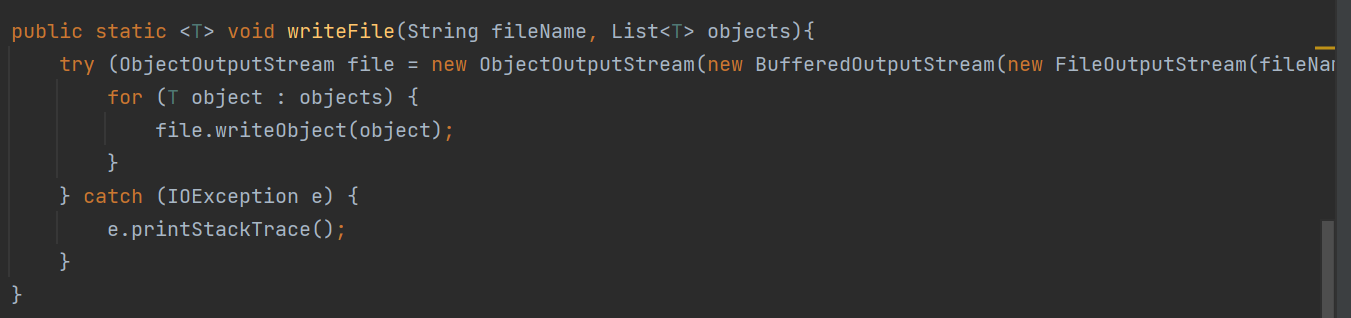 public static <T> void writeFile(String fileName, List<T> objects){
try (ObjectOutputStream file = new ObjectOutputStream(new BufferedOutputStream(new FileOutputStream(
for (T object : objects) {
file.writeObject(object);
}
} catch (IOException e) {
e.printStackTrace();
}
}